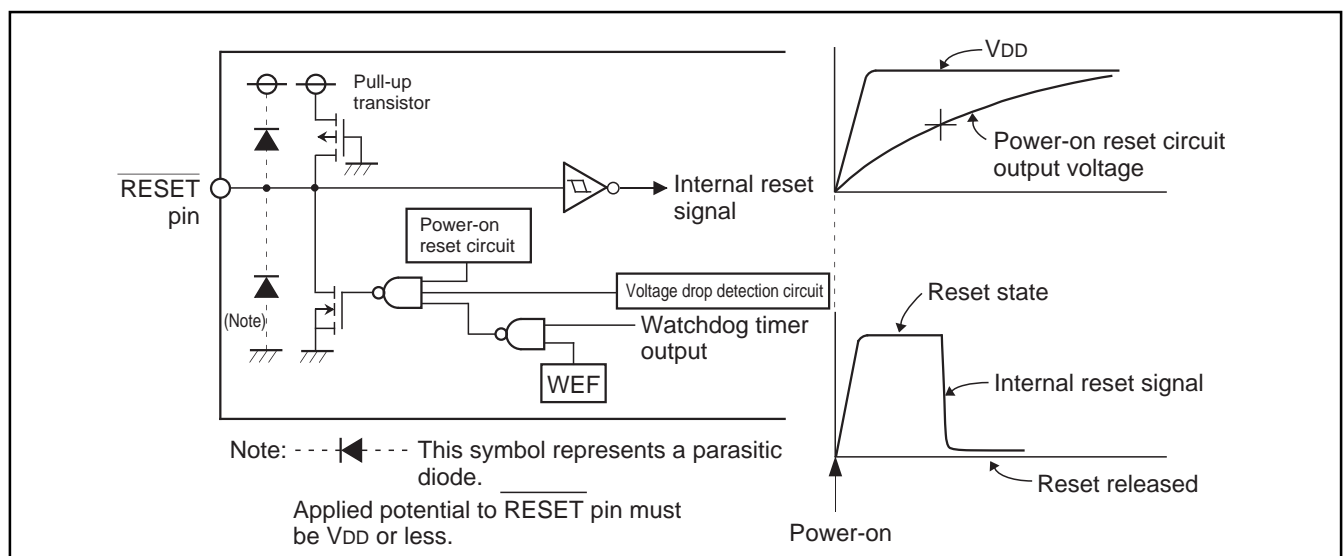 Pull-up
transistor
RESET
pin
Internal reset
signal
Power-on
reset circuit
Voltage drop detection circuit
(Note)
Watchdog timer
output
WEF
Note:
This symbol represents a parasitic
diode.
Applied potential to RESET pin must
be VDD or less.
VDD
Power-on reset circuit
output voltage
Reset state
Internal reset signal
Reset released
Power-on